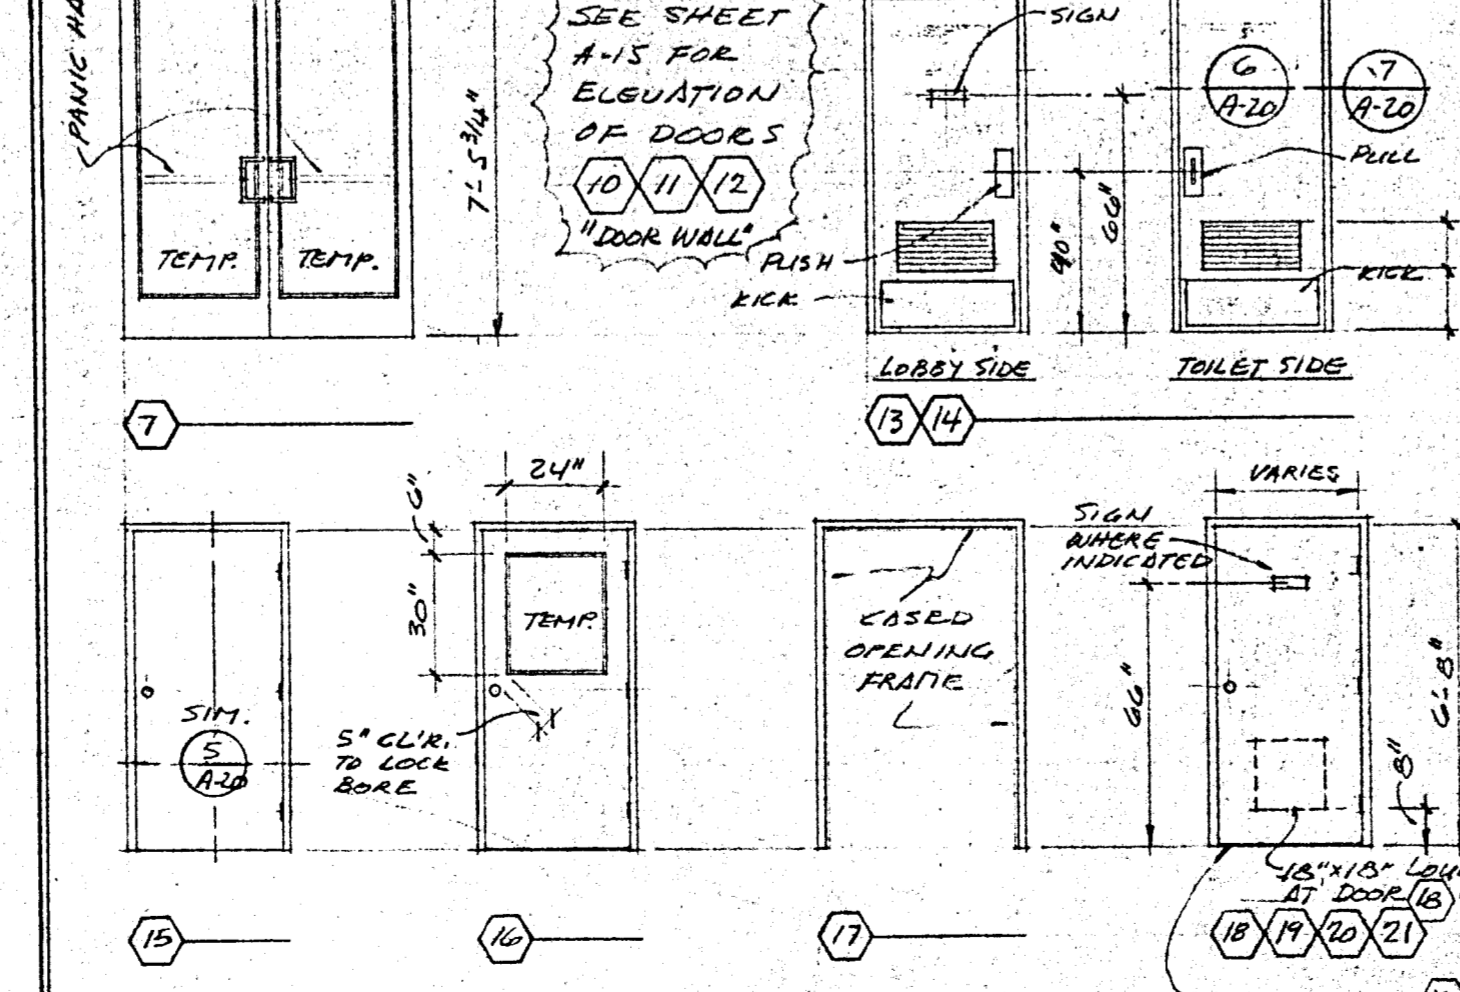 PANIC HA
SEE SHEET
A-15 FOR
ELEVATION
OF DOORS
10 11 12
"DOOR WALL"
7'-5 3/4"
TEMP.
TEMP.
7
SIGN
PUSH
KICK
40"
66"
6
A-20
7
A-20
PULL
KICK
LOBBY SIDE
TOILET SIDE
13 14
SIM.
5
A-20
15
24"
6"
30"
TEMP.
5" CL'R.
TO LOCK
BORE
16
CASED
OPENING
FRAME
17
VARIES
SIGN
WHERE
INDICATED
66"
6'-8"
8"
18"x18" LOU
AT DOOR 18
18 19 20 21